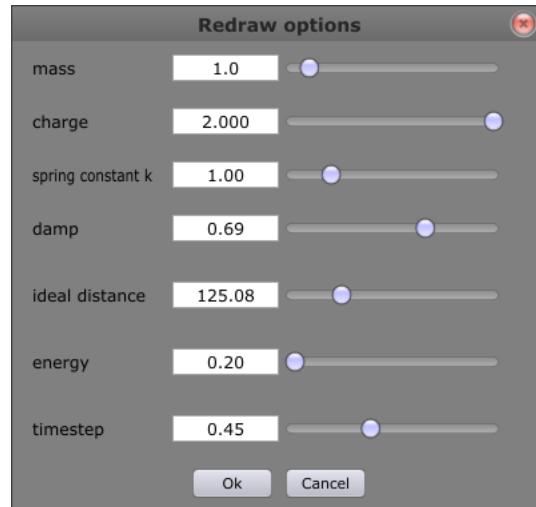 Redraw options
mass 1.0
charge 2.000
spring constant k 1.00
damp 0.69
ideal distance 125.08
energy 0.20
timestep 0.45
Ok Cancel